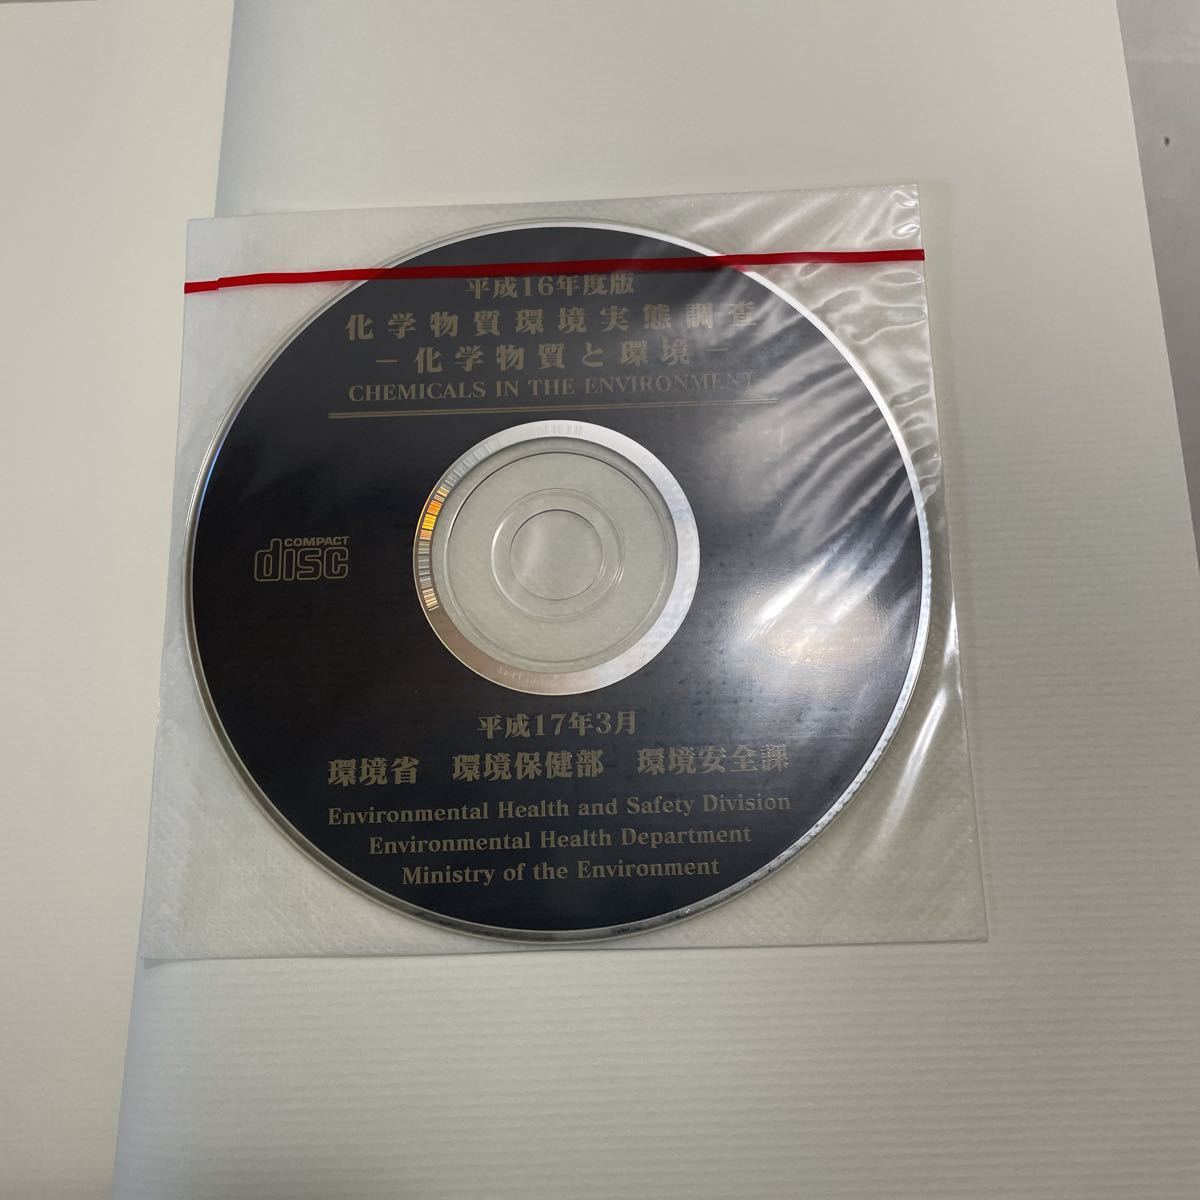 平成16年度版
化学物質環境実態調査
－化学物質と環境－
CHEMICALS IN THE ENVIRONMENT
COMPACT
disc
平成17年3月
環境省　環境保健部　環境安全課
Environmental Health and Safety Division
Environmental Health Department
Ministry of the Environment